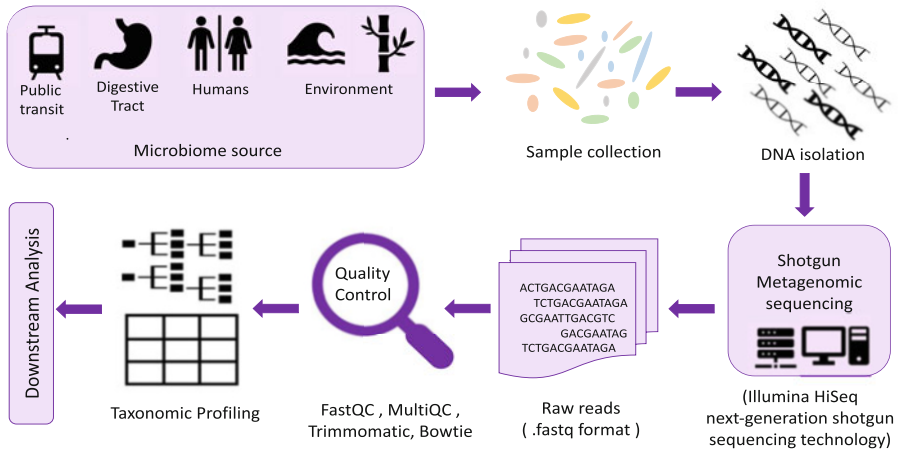 Public
transit
Digestive
Tract
Humans
Environment
Microbiome source
Sample collection
DNA isolation
Shotgun
Metagenomic
sequencing
(Illumina HiSeq
next-generation shotgun
sequencing technology)
ACTGACGAATAGA
TCTGACGAATAGA
GCGAATTGACGTC
GACGAATAG
TCTGACGAATAGA
Raw reads
( .fastq format )
Quality
Control
FastQC , MultiQC ,
Trimmomatic, Bowtie
Taxonomic Profiling
Downstream Analysis